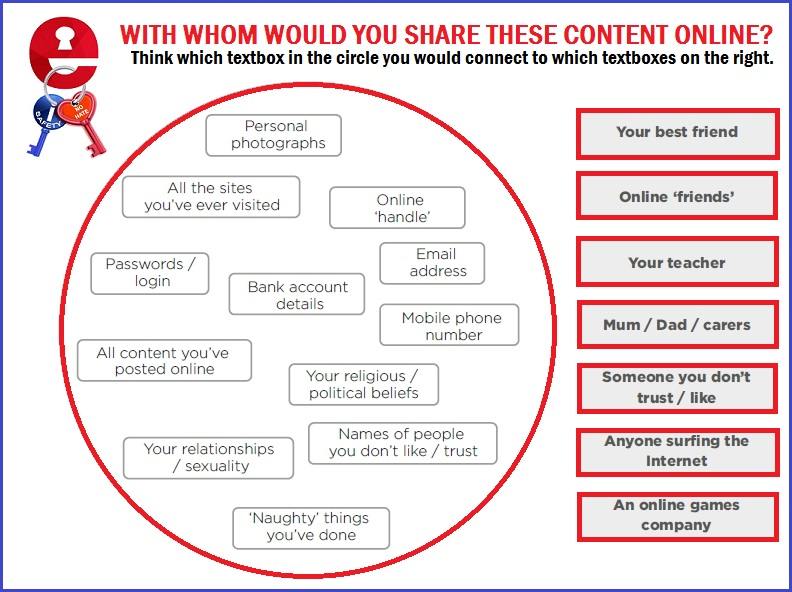 WITH WHOM WOULD YOU SHARE THESE CONTENT ONLINE?
Think which textbox in the circle you would connect to which textboxes on the right.
e
i
SAFETY
NO
HATE
Personal
photographs
All the sites
you've ever visited
Online
'handle'
Passwords /
login
Email
address
Bank account
details
Mobile phone
number
All content you've
posted online
Your religious /
political beliefs
Your relationships
/ sexuality
Names of people
you don't like / trust
'Naughty' things
you've done
Your best friend
Online 'friends'
Your teacher
Mum / Dad / carers
Someone you don't
trust / like
Anyone surfing the
Internet
An online games
company